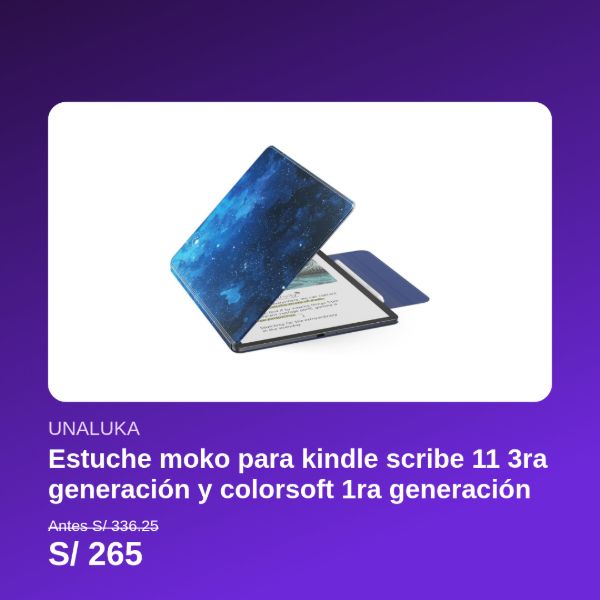 UNALUKA
Estuche moko para kindle scribe 11 3ra
generación y colorsoft 1ra generación
Antes S/ 336.25
S/ 265